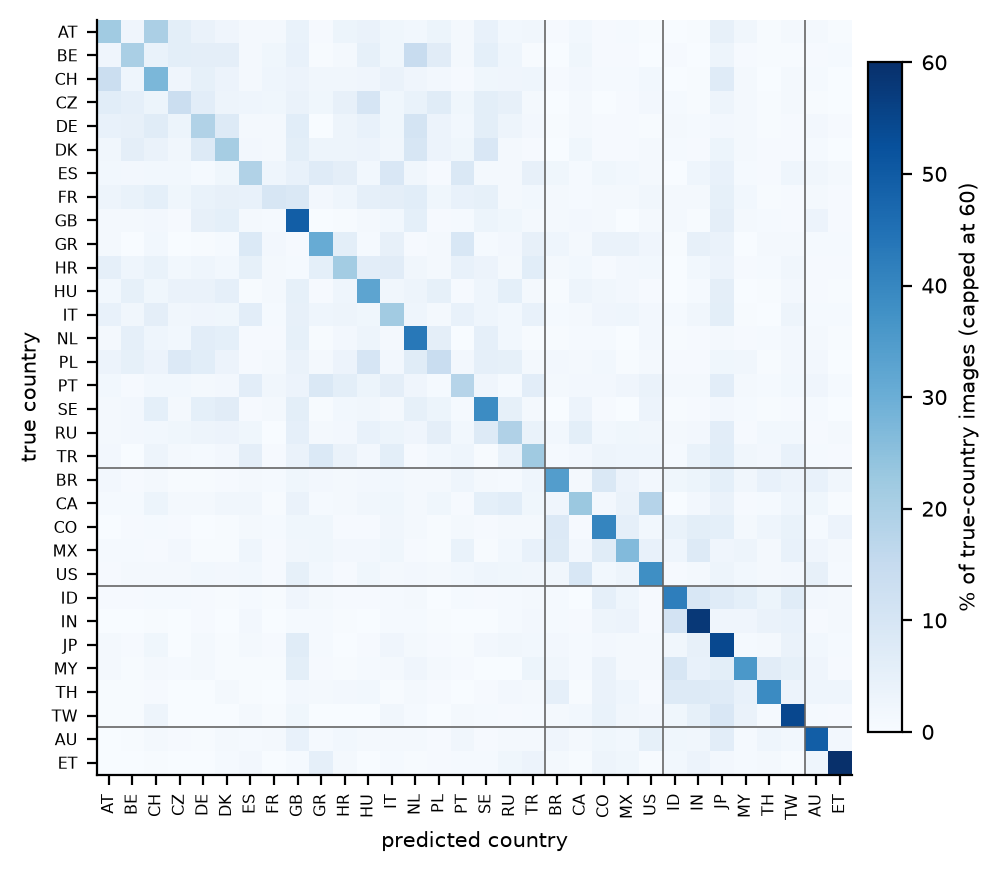 AT
BE
CH
CZ
DE
DK
ES
FR
GB
GR
HR
HU
IT
NL
PL
PT
SE
RU
TR
BR
CA
CO
MX
US
ID
IN
JP
MY
TH
TW
AU
ET
true country
AT BE CH CZ DE DK ES FR GB GR HR HU IT NL PL PT SE RU TR BR CA CO MX US ID IN JP MY TH TW AU ET
predicted country
60
50
40
30
20
10
0
% of true-country images (capped at 60)